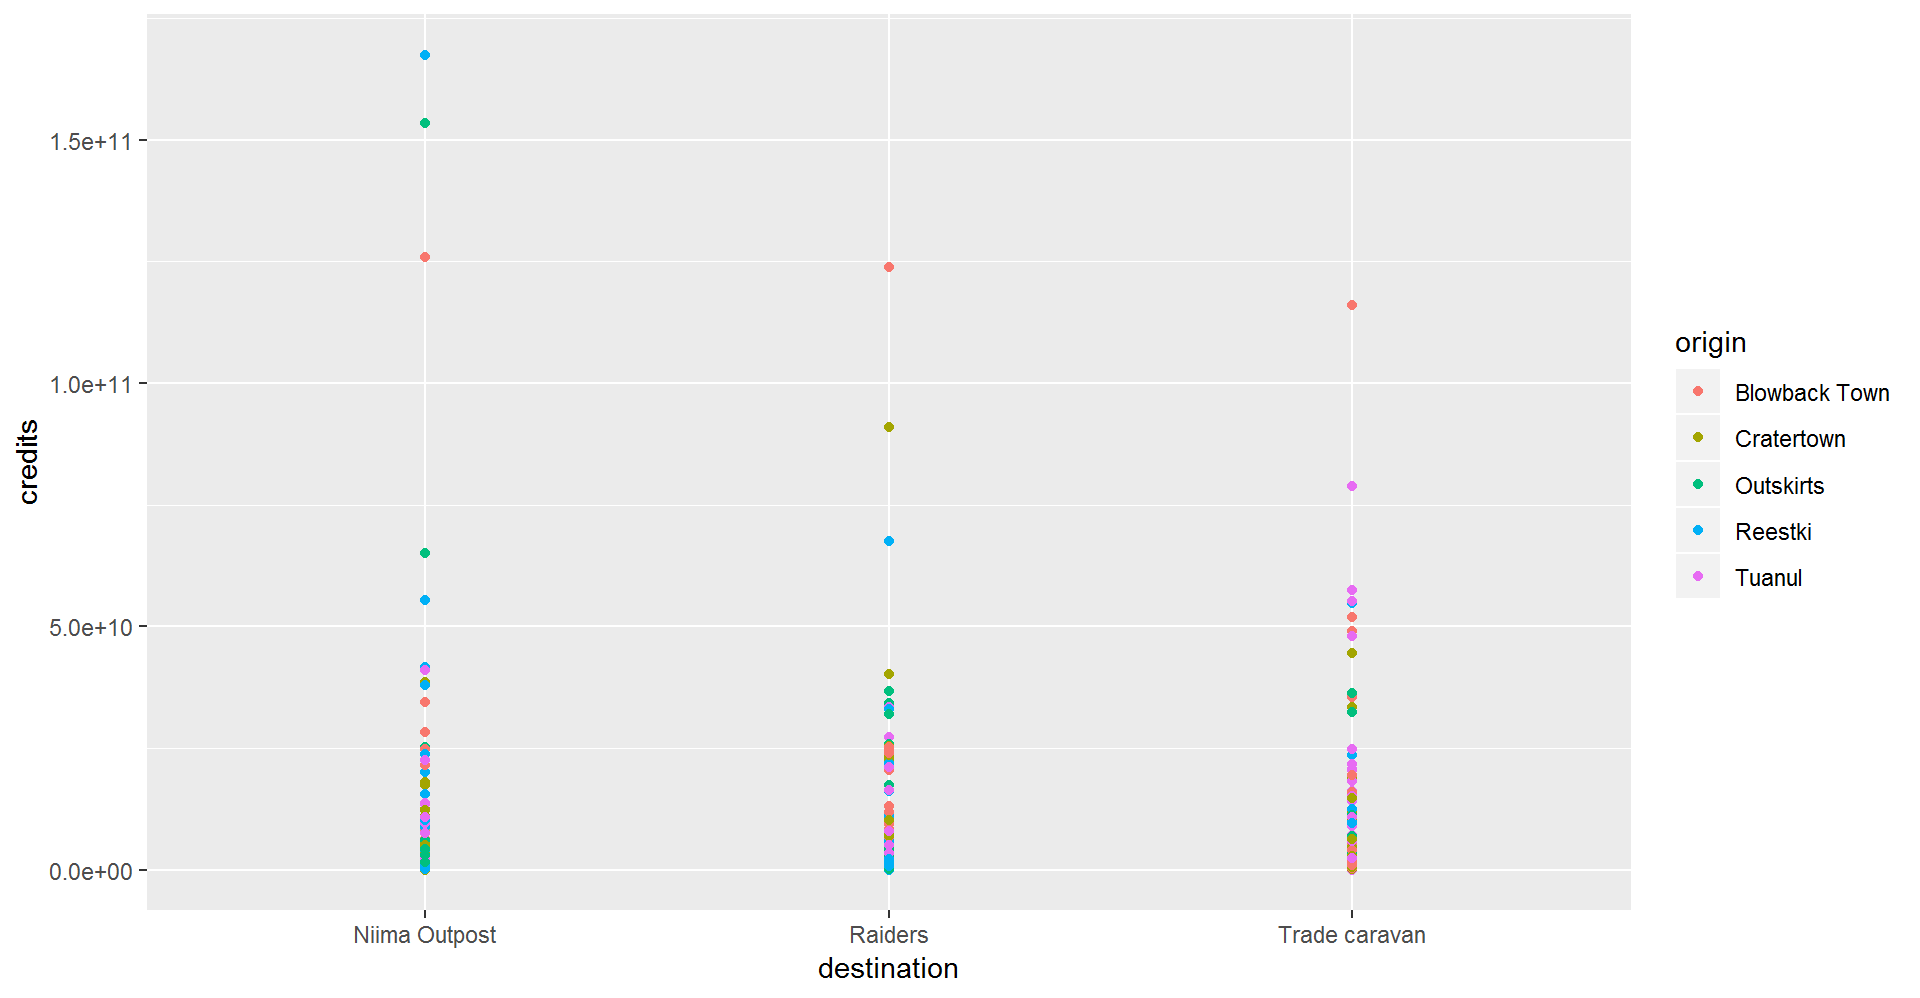 credits
1.5e+11
1.0e+11
5.0e+10
0.0e+00
Niima Outpost
Raiders
Trade caravan
destination
origin
Blowback Town
Cratertown
Outskirts
Reestki
Tuanul